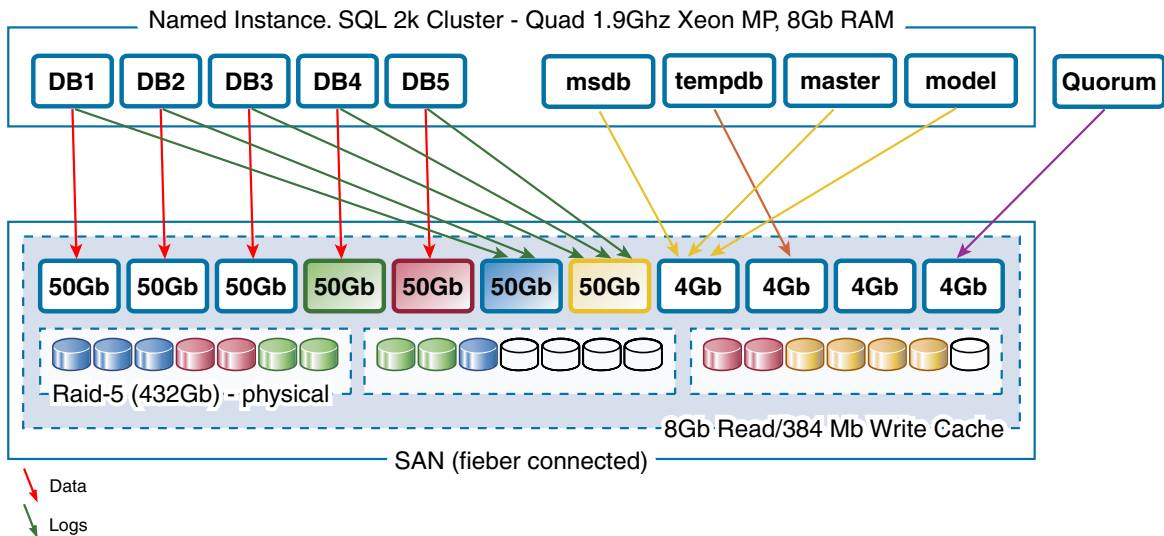 Named Instance. SQL 2k Cluster - Quad 1.9Ghz Xeon MP, 8Gb RAM
DB1 DB2 DB3 DB4 DB5 msdb tempdb master model Quorum
50Gb 50Gb 50Gb 50Gb 50Gb 50Gb 50Gb 4Gb 4Gb 4Gb 4Gb
Raid-5 (432Gb) - physical
8Gb Read/384 Mb Write Cache
SAN (fieber connected)
Data
Logs